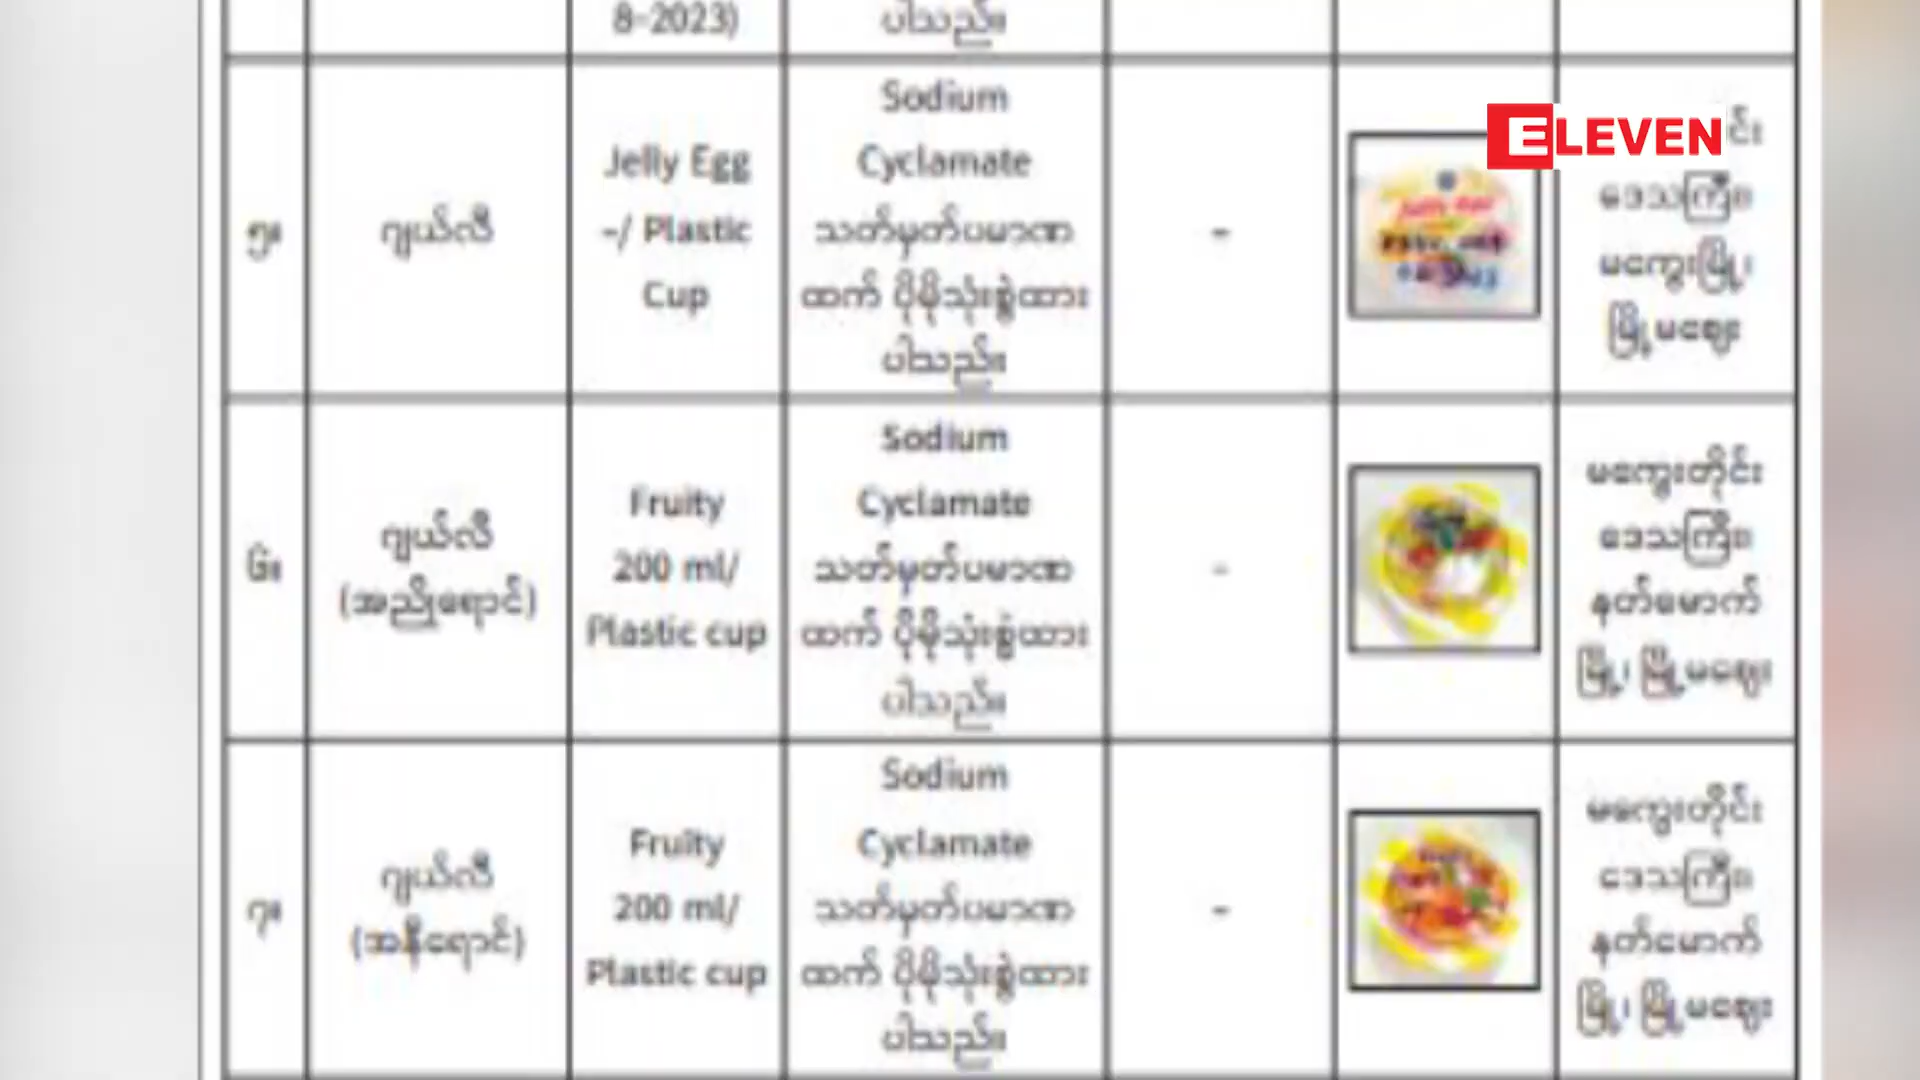 8-2023)
ပါသည်။
ELEVEN
၅။
ဂျယ်လီ
Jelly Egg
-/ Plastic
Cup
Sodium
Cyclamate
သတ်မှတ်ပမာဏ
ထက် ပိုမိုသုံးစွဲထား
ပါသည်။
-
ဒေသကြီး၊
မကွေးမြို့၊
မြို့မဈေး
၆။
ဂျယ်လီ
(အညိုရောင်)
Fruity
200 ml/
Plastic cup
Sodium
Cyclamate
သတ်မှတ်ပမာဏ
ထက် ပိုမိုသုံးစွဲထား
ပါသည်။
-
မကွေးတိုင်း
ဒေသကြီး၊
နတ်မောက်
မြို့၊ မြို့မဈေး
၇။
ဂျယ်လီ
(အနီရောင်)
Fruity
200 ml/
Plastic cup
Sodium
Cyclamate
သတ်မှတ်ပမာဏ
ထက် ပိုမိုသုံးစွဲထား
ပါသည်။
-
မကွေးတိုင်း
ဒေသကြီး၊
နတ်မောက်
မြို့၊ မြို့မဈေး